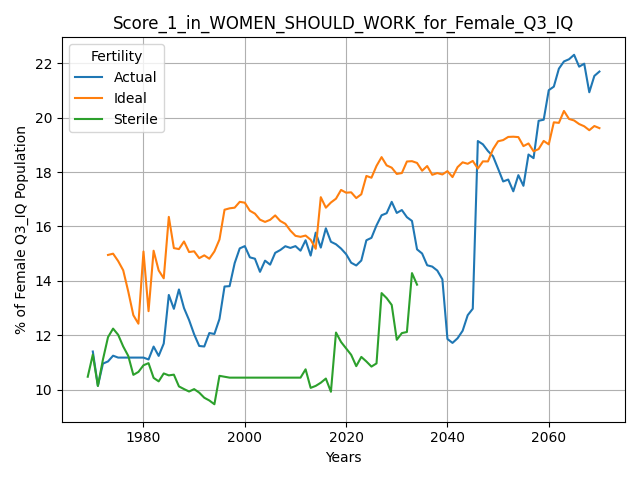 Score_1_in_WOMEN_SHOULD_WORK_for_Female_Q3_IQ
Fertility
Actual
Ideal
Sterile
% of Female Q3_IQ Population
22
20
18
16
14
12
10
1980
2000
2020
2040
2060
Years